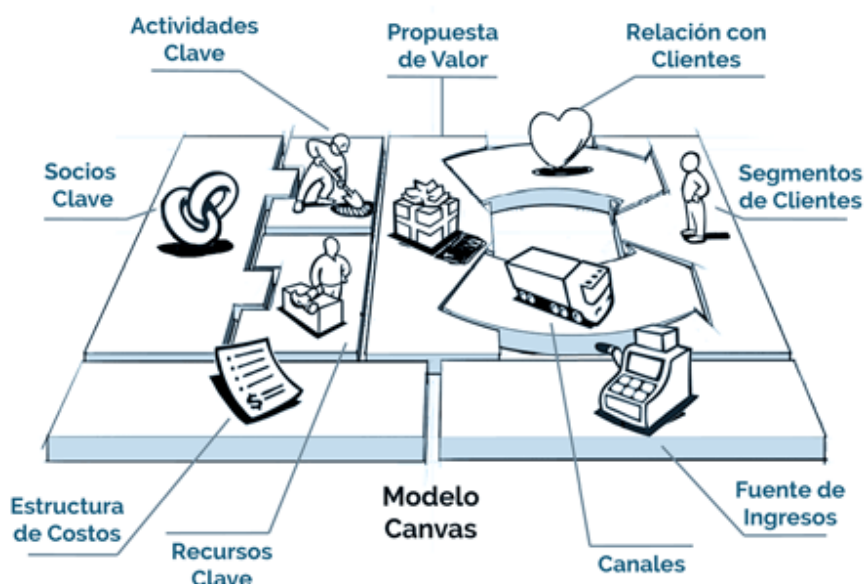 Actividades
Clave
Propuesta
de Valor
Relación con
Clientes
Socios
Clave
Segmentos
de Clientes
$
Estructura
de Costos
Recursos
Clave
Modelo
Canvas
Canales
Fuente de
Ingresos